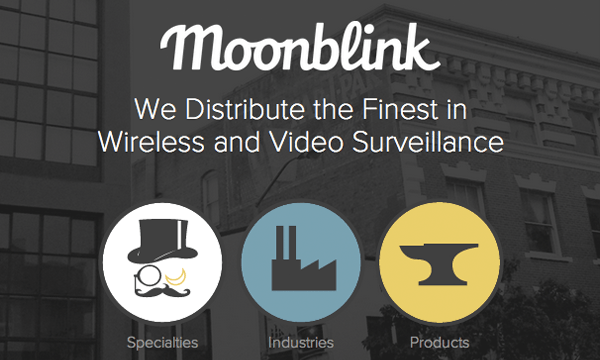 Moonblink
We Distribute the Finest in
Wireless and Video Surveillance
Specialties
Industries
Products